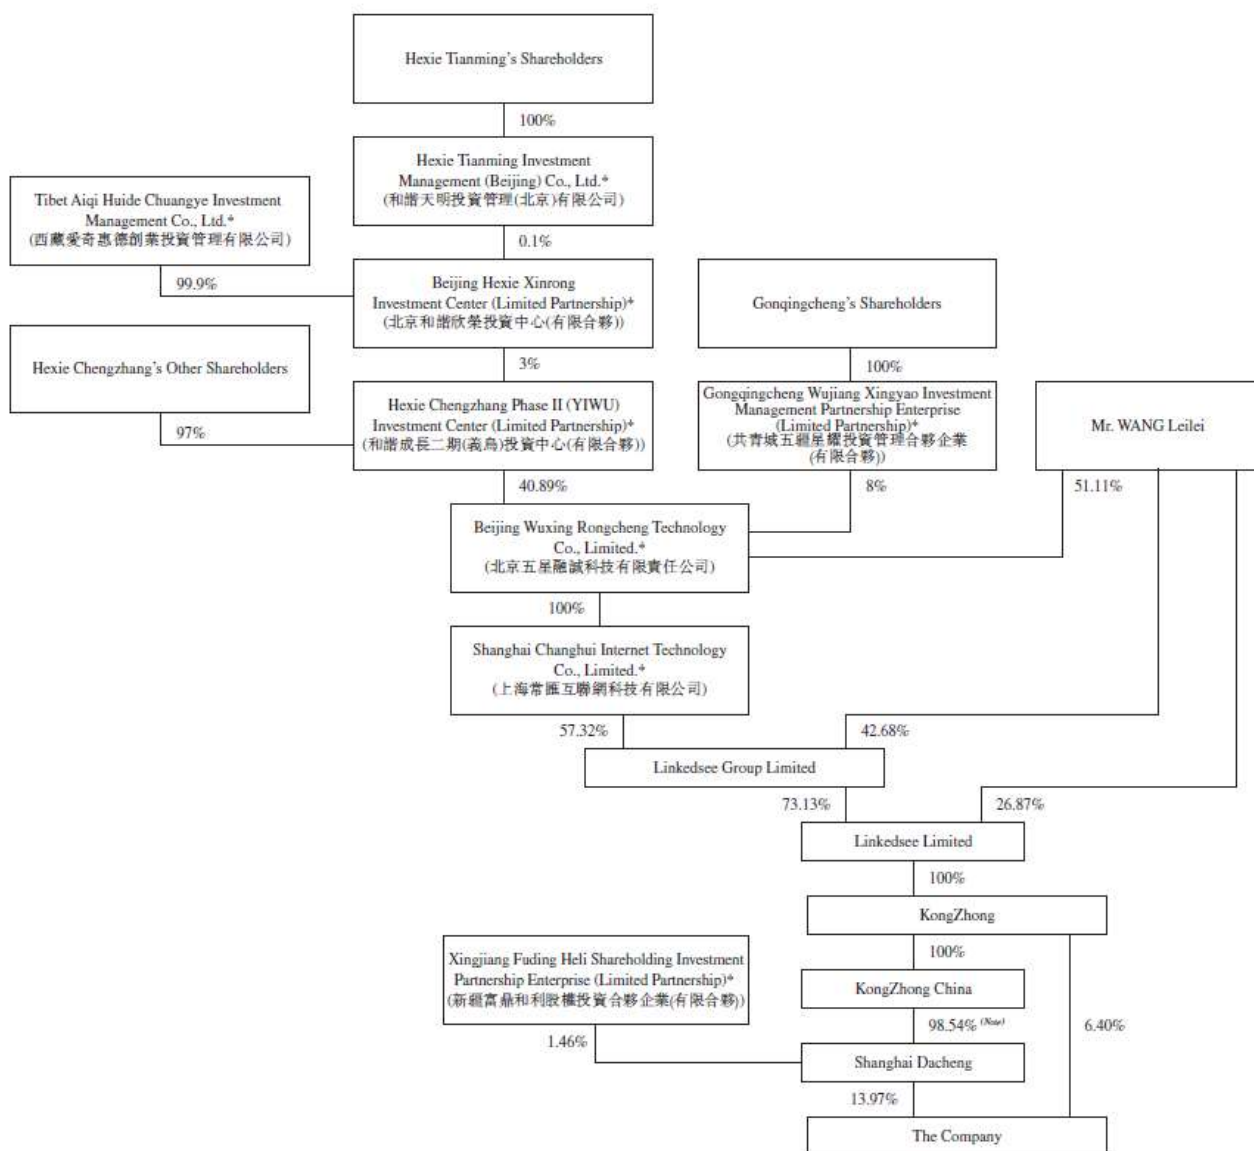 Hexie Tianming's Shareholders
100%
Hexie Tianming Investment
Management (Beijing) Co., Ltd.*
(和諧天明投資管理(北京)有限公司)
Tibet Aiqi Huide Chuangye Investment
Management Co., Ltd.*
(西藏愛奇惠德創業投資管理有限公司)
0.1%
99.9%
Beijing Hexie Xinrong
Investment Center (Limited Partnership)*
(北京和諧欣榮投資中心(有限合夥))
Gonqingcheng's Shareholders
Hexie Chengzhang's Other Shareholders
3%
100%
Hexie Chengzhang Phase II (YIWU)
Investment Center (Limited Partnership)*
(和諧成長二期(義烏)投資中心(有限合夥))
Gongqingcheng Wujiang Xingyao Investment
Management Partnership Enterprise
(Limited Partnership)*
(共青城五疆星耀投資管理合夥企業
(有限合夥))
Mr. WANG Leilei
97%
40.89%
8%
51.11%
Beijing Wuxing Rongcheng Technology
Co., Limited.*
(北京五星融誠科技有限責任公司)
100%
Shanghai Changhui Internet Technology
Co., Limited.*
(上海常匯互聯網科技有限公司)
57.32%
42.68%
Linkedsee Group Limited
73.13%
26.87%
Linkedsee Limited
100%
KongZhong
100%
Xingjiang Fuding Heli Shareholding Investment
Partnership Enterprise (Limited Partnership)*
(新疆富鼎和利股權投資合夥企業(有限合夥))
KongZhong China
98.54% (Note)
6.40%
1.46%
Shanghai Dacheng
13.97%
The Company